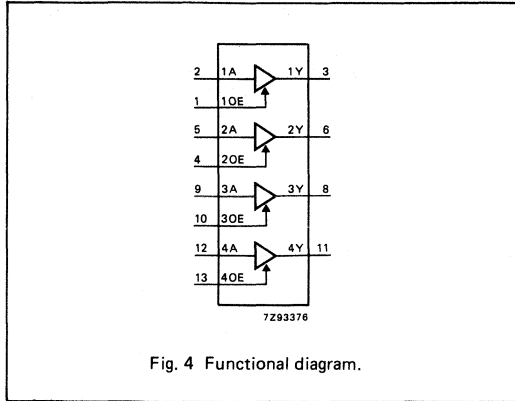 2 1A 1Y 3
1 1OE
5 2A 2Y 6
4 2OE
9 3A 3Y 8
10 3OE
12 4A 4Y 11
13 4OE
7Z93376
Fig. 4 Functional diagram.